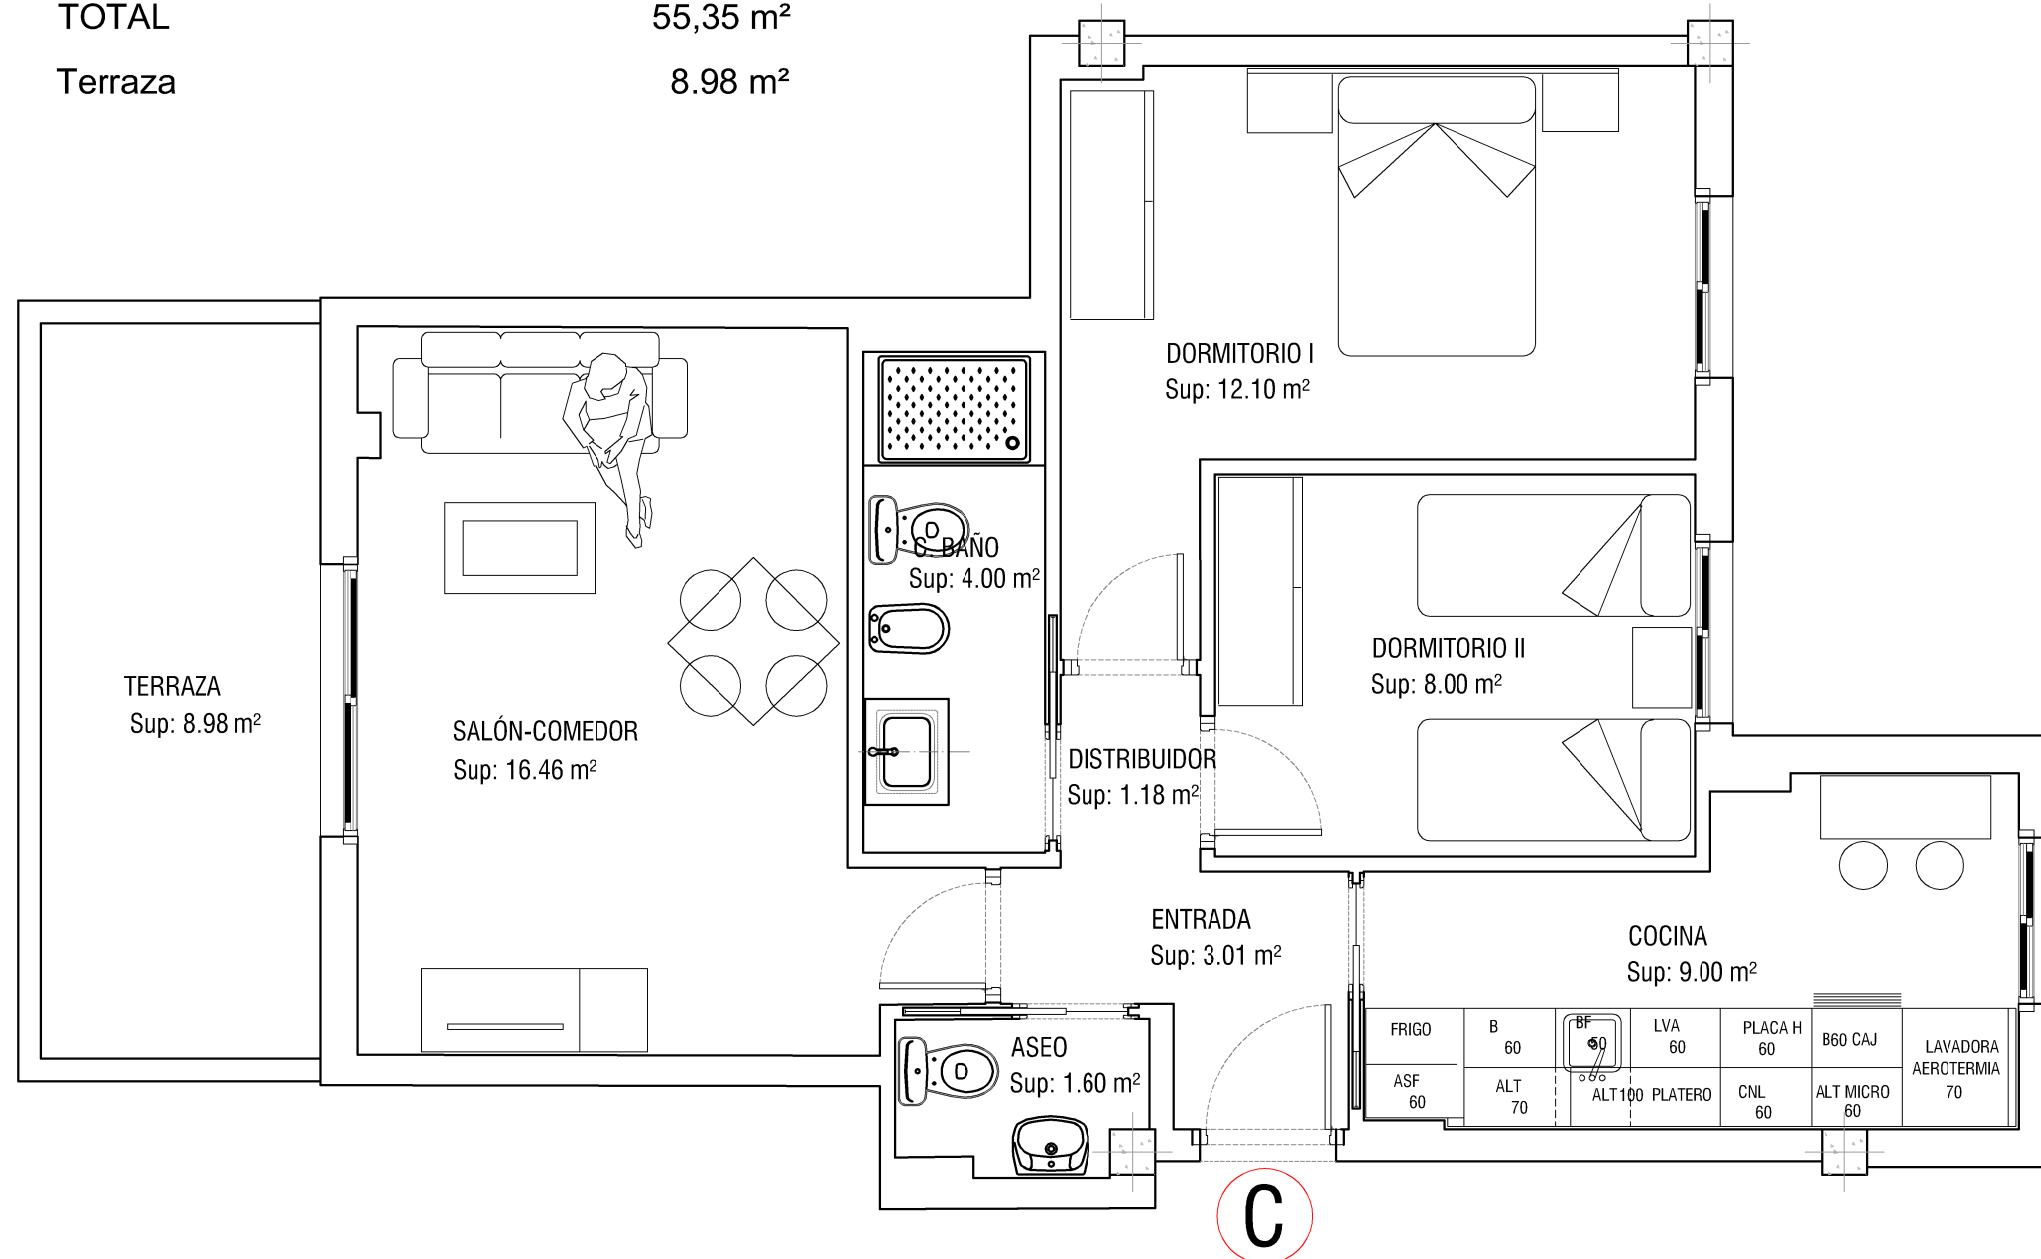 TOTAL 55,35 m²
Terraza 8.98 m²
DORMITORIO I
Sup: 12.10 m²
C. BAÑO
Sup: 4.00 m²
DORMITORIO II
Sup: 8.00 m²
TERRAZA
Sup: 8.98 m²
SALÓN-COMEDOR
Sup: 16.46 m²
DISTRIBUIDOR
Sup: 1.18 m²
ENTRADA
Sup: 3.01 m²
COCINA
Sup: 9.00 m²
ASEO
Sup: 1.60 m²
FRIGO
B
60
BF
50
LVA
60
PLACA H
60
B60 CAJ
LAVADORA
AEROTERMIA
70
ASF
60
ALT
70
ALT100 PLATERO
CNL
60
ALT MICRO
60
C